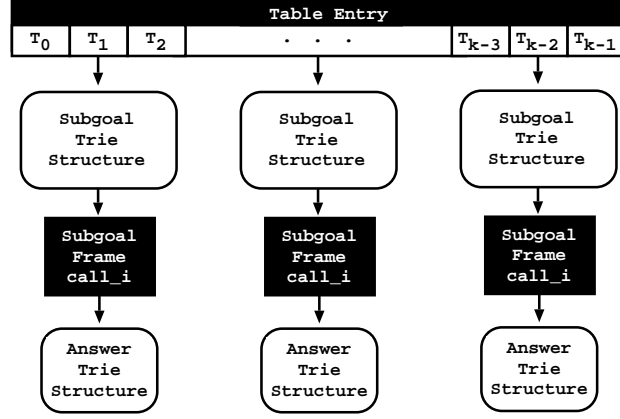 Table Entry
T0 T1 T2 . . . Tk-3 Tk-2 Tk-1
Subgoal
Trie
Structure
Subgoal
Trie
Structure
Subgoal
Trie
Structure
Subgoal
Frame
call_i
Subgoal
Frame
call_i
Subgoal
Frame
call_i
Answer
Trie
Structure
Answer
Trie
Structure
Answer
Trie
Structure